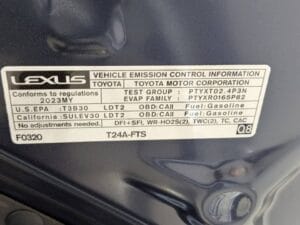 LEXUS
VEHICLE EMISSION CONTROL INFORMATION
TOYOTA TOYOTA MOTOR CORPORATION
Conforms to regulations
2023MY
TEST GROUP : PTYXT02.4P3N
EVAP FAMILY : PTYXR0165P82
U.S.EPA :T3B30 LDT2 OBD:CAII Fuel:Gasoline
California:SULEV30 LDT2 OBD:CAII Fuel:Gasoline
No adjustments needed. DFI+SFI, WR-HO2S(2), TWC(2), TC, CAC
F0320 T24A-FTS Q8